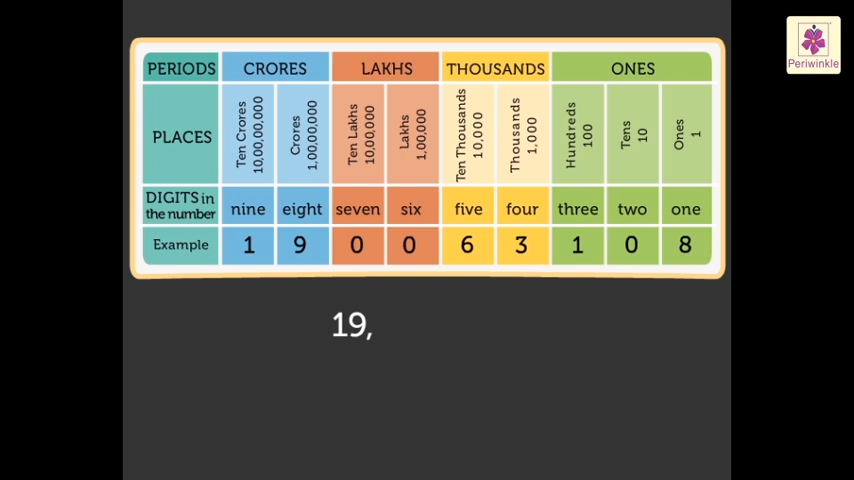 Periwinkle
PERIODS CRORES LAKHS THOUSANDS ONES
PLACES
Ten Crores 10,00,00,000
Crores 1,00,00,000
Ten Lakhs 10,00,000
Lakhs 1,00,000
Ten Thousands 10,000
Thousands 1,000
Hundreds 100
Tens 10
Ones 1
DIGITS in the number nine eight seven six five four three two one
Example 1 9 0 0 6 3 1 0 8
19,